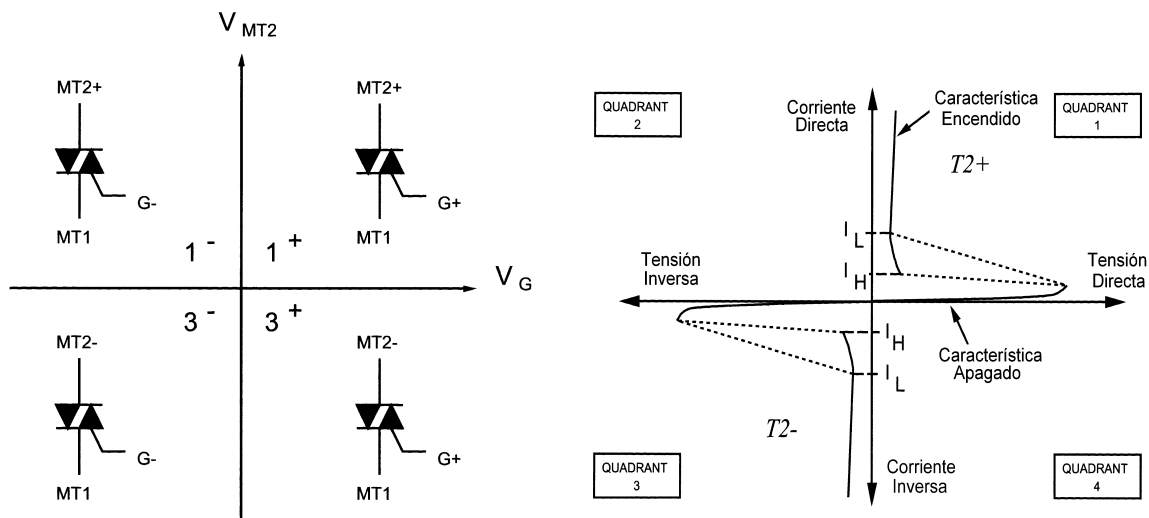 V MT2
MT2+
G-
MT1
MT2+
G+
MT1
1 -
1 +
V G
3 -
3 +
MT2-
G-
MT1
MT2-
G+
MT1
QUADRANT
2
Corriente
Directa
Característica
Encendido
QUADRANT
1
T2+
I L
I H
Tensión
Inversa
Tensión
Directa
I H
I L
Característica
Apagado
T2-
QUADRANT
3
Corriente
Inversa
QUADRANT
4